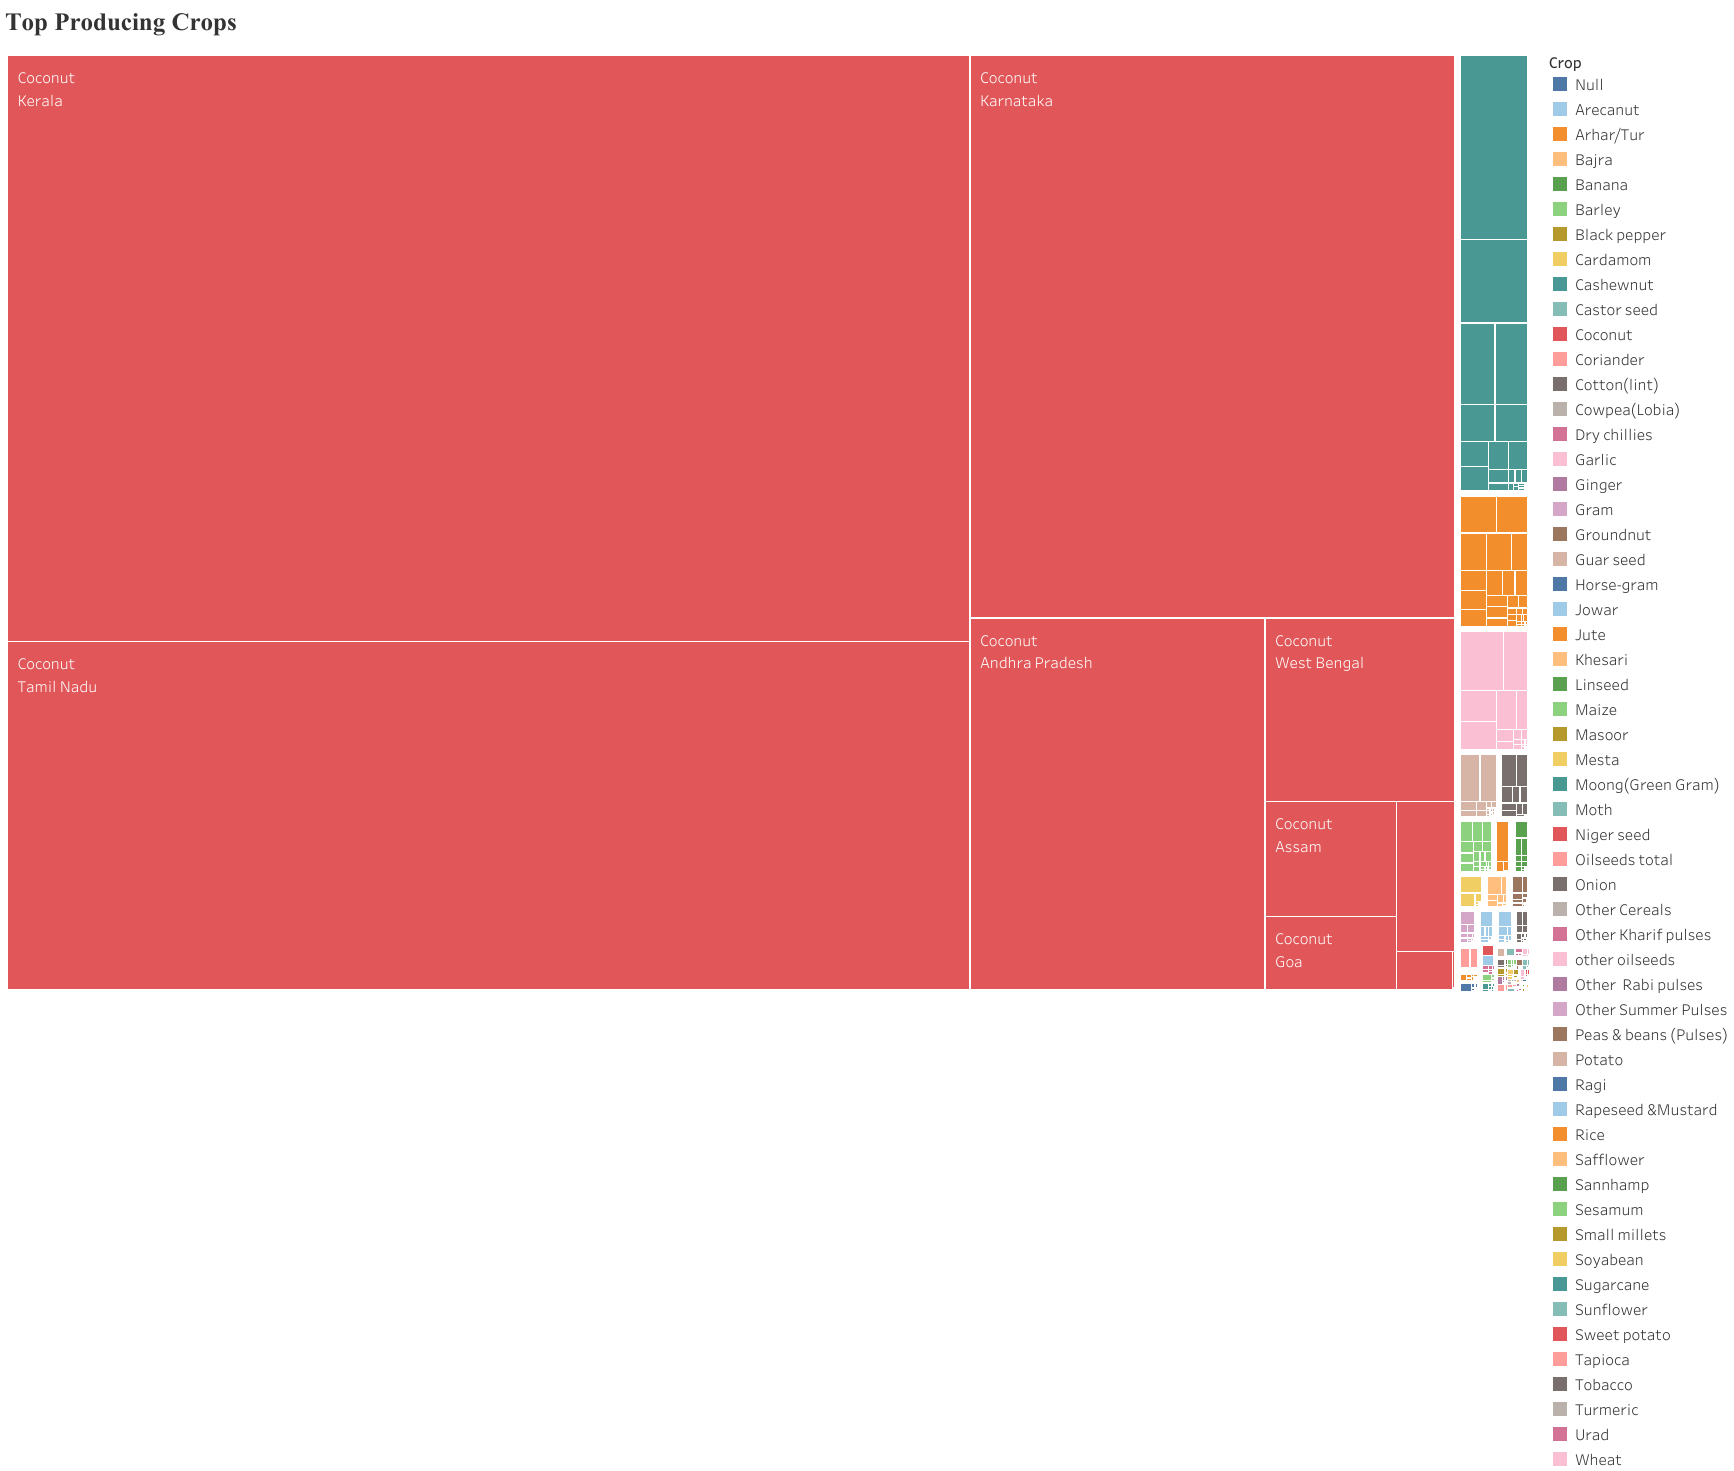 Top Producing Crops
Coconut
Kerala
Coconut
Karnataka
Coconut
Tamil Nadu
Coconut
Andhra Pradesh
Coconut
West Bengal
Coconut
Assam
Coconut
Goa
Crop
Null
Arecanut
Arhar/Tur
Bajra
Banana
Barley
Black pepper
Cardamom
Cashewnut
Castor seed
Coconut
Coriander
Cotton(lint)
Cowpea(Lobia)
Dry chillies
Garlic
Ginger
Gram
Groundnut
Guar seed
Horse-gram
Jowar
Jute
Khesari
Linseed
Maize
Masoor
Mesta
Moong(Green Gram)
Moth
Niger seed
Oilseeds total
Onion
Other Cereals
Other Kharif pulses
other oilseeds
Other  Rabi pulses
Other Summer Pulses
Peas & beans (Pulses)
Potato
Ragi
Rapeseed &Mustard
Rice
Safflower
Sannhamp
Sesamum
Small millets
Soyabean
Sugarcane
Sunflower
Sweet potato
Tapioca
Tobacco
Turmeric
Urad
Wheat